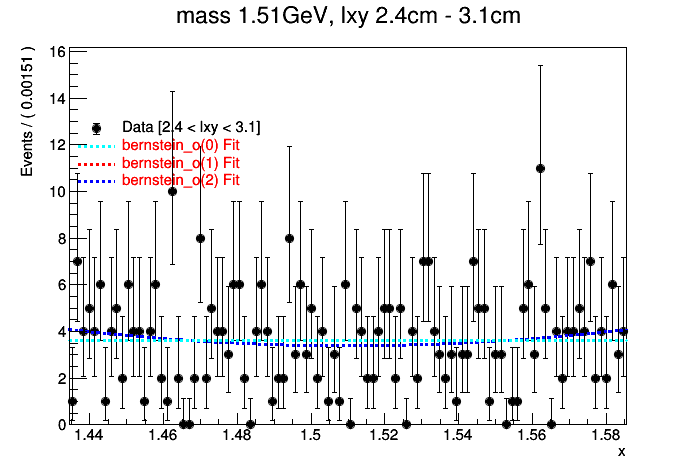 mass 1.51GeV, lxy 2.4cm - 3.1cm
Events / ( 0.00151 )
16
14
12
10
8
6
4
2
0
Data [2.4 < lxy < 3.1]
bernstein_o(0) Fit
bernstein_o(1) Fit
bernstein_o(2) Fit
1.44 1.46 1.48 1.5 1.52 1.54 1.56 1.58
x